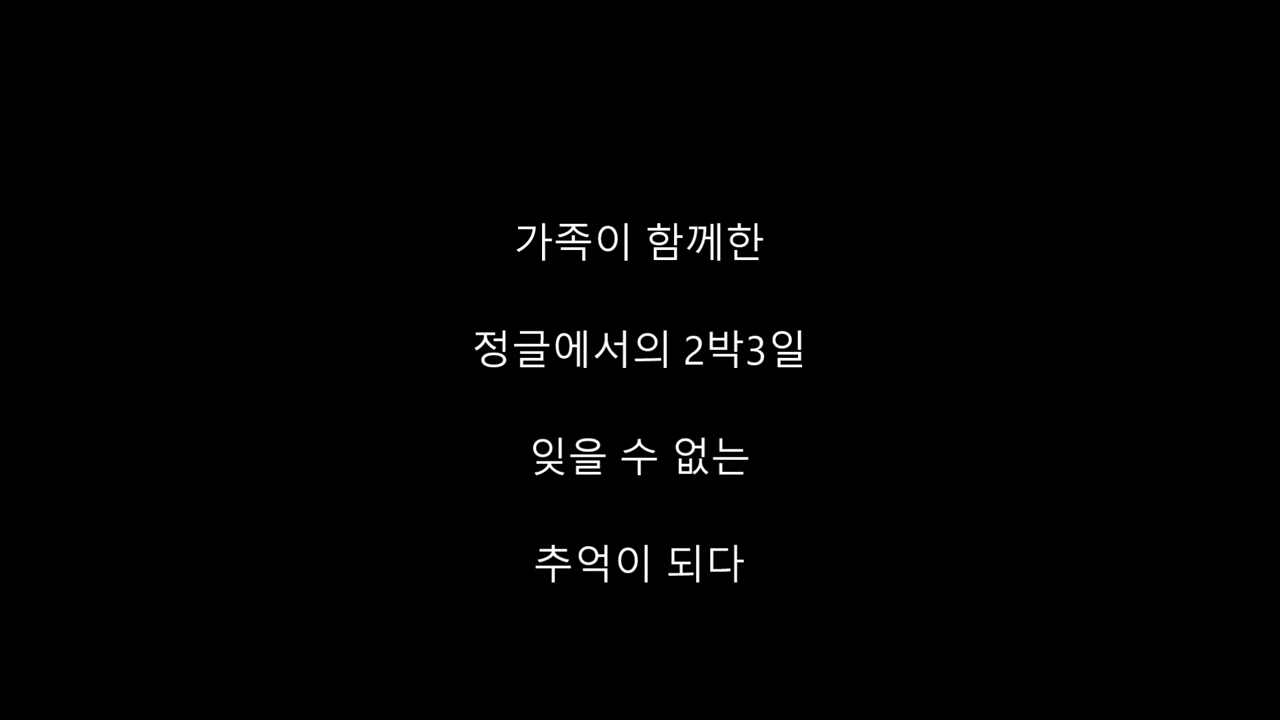 가족이 함께한
정글에서의 2박3일
잊을 수 없는
추억이 되다